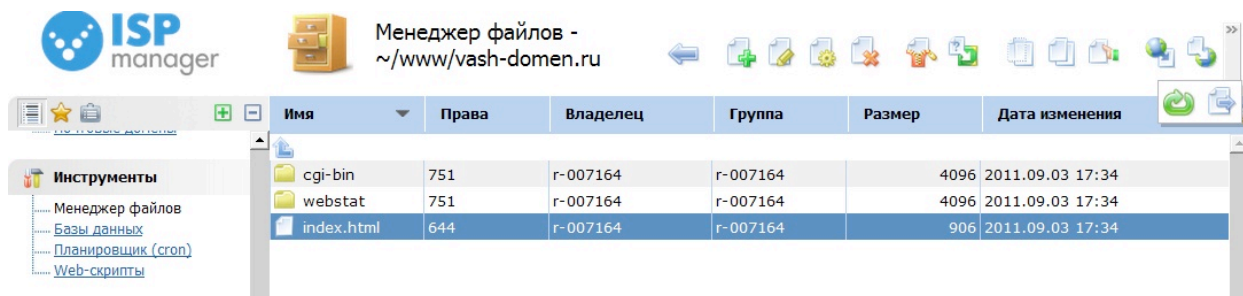 ISP
manager
Менеджер файлов -
~/www/vash-domen.ru
Имя Права Владелец Группа Размер Дата изменения
Почтовые домены
Инструменты
Менеджер файлов
Базы данных
Планировщик (cron)
Web-скрипты
cgi-bin 751 r-007164 r-007164 4096 2011.09.03 17:34
webstat 751 r-007164 r-007164 4096 2011.09.03 17:34
index.html 644 r-007164 r-007164 906 2011.09.03 17:34